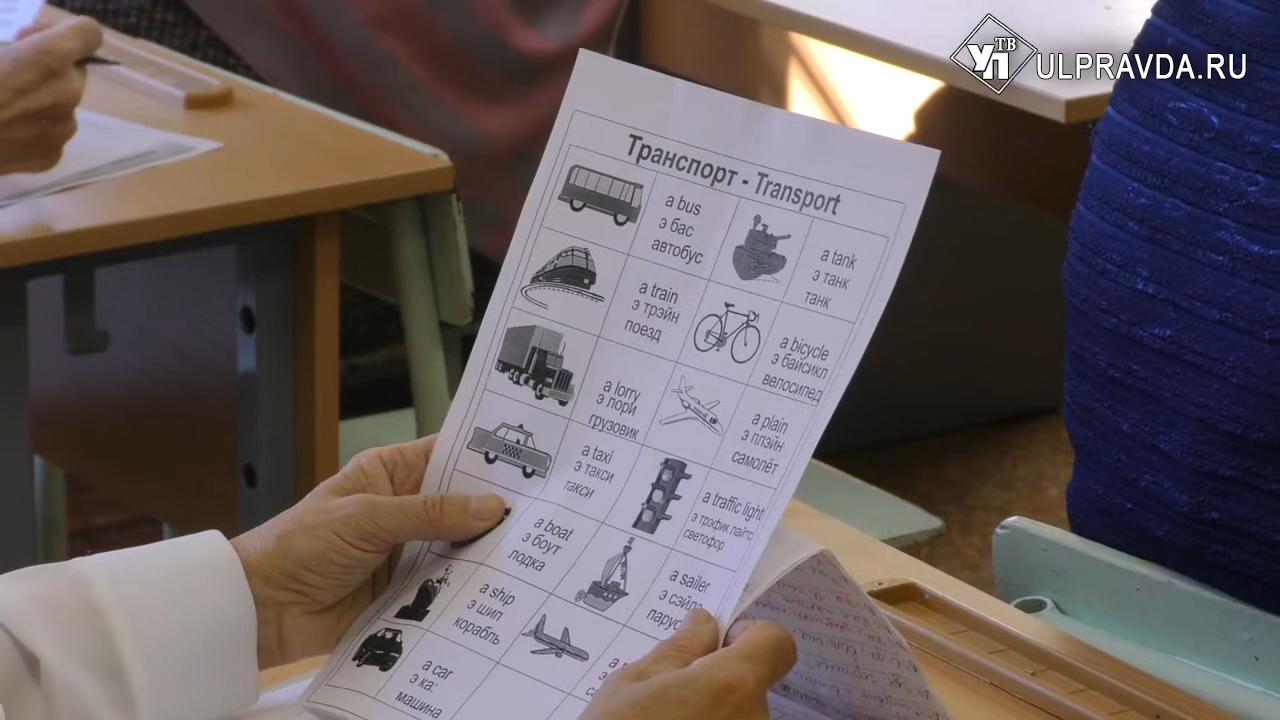 УП ТВ ULPRAVDA.RU
Транспорт - Transport
a bus
э бас
автобус
a tank
э танк
танк
a train
э трэйн
поезд
a bicycle
э байсикл
велосипед
a lorry
э лори
грузовик
a plain
э плэйн
самолёт
a taxi
э такси
такси
a traffic light
э трэфик лайтс
светофор
a boat
э боут
лодка
a sailer
a ship
э шип
корабль
a car
э ка:
машина